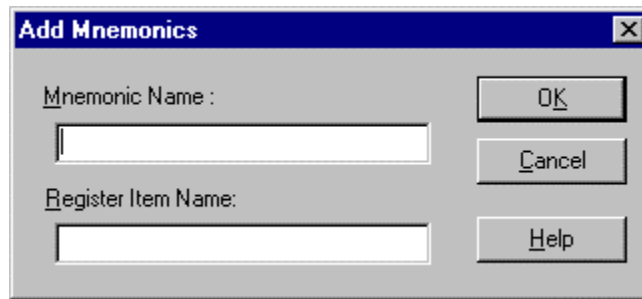 Add Mnemonics
Mnemonic Name :
OK
Cancel
Register Item Name:
Help